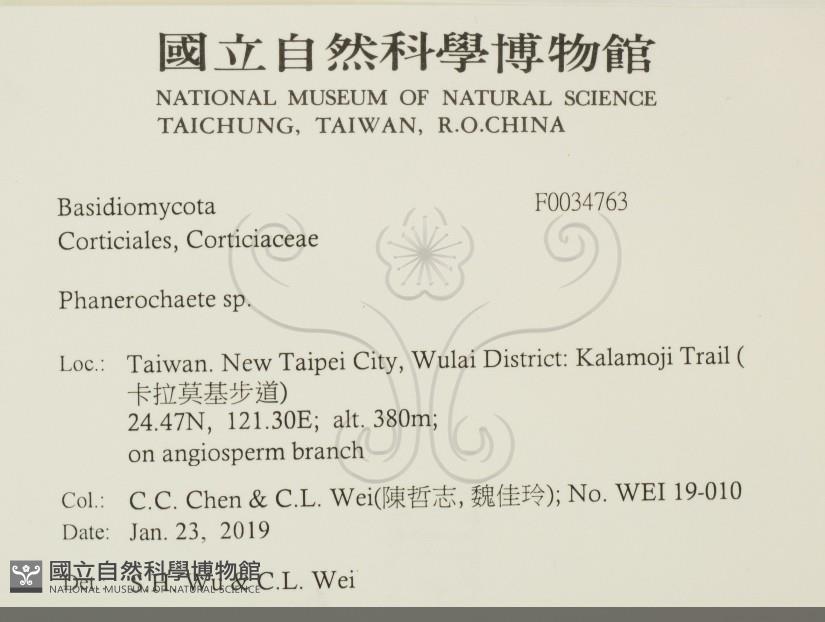 國立自然科學博物館
NATIONAL MUSEUM OF NATURAL SCIENCE
TAICHUNG, TAIWAN, R.O.CHINA
Basidiomycota F0034763
Corticiales, Corticiaceae
Phanerochaete sp.
Loc.: Taiwan. New Taipei City, Wulai District: Kalamoji Trail (
卡拉莫基步道)
24.47N, 121.30E; alt. 380m;
on angiosperm branch
Col.: C.C. Chen & C.L. Wei(陳哲志, 魏佳玲); No. WEI 19-010
Date: Jan. 23, 2019
Det.: S.H. Wu & C.L. Wei
國立自然科學博物館
NATIONAL MUSEUM OF NATURAL SCIENCE